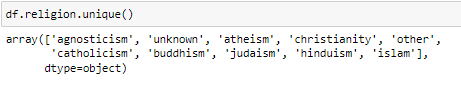 df.religion.unique()
array(['agnosticism', 'unknown', 'atheism', 'christianity', 'other',
'catholicism', 'buddhism', 'judaism', 'hinduism', 'islam'],
dtype=object)